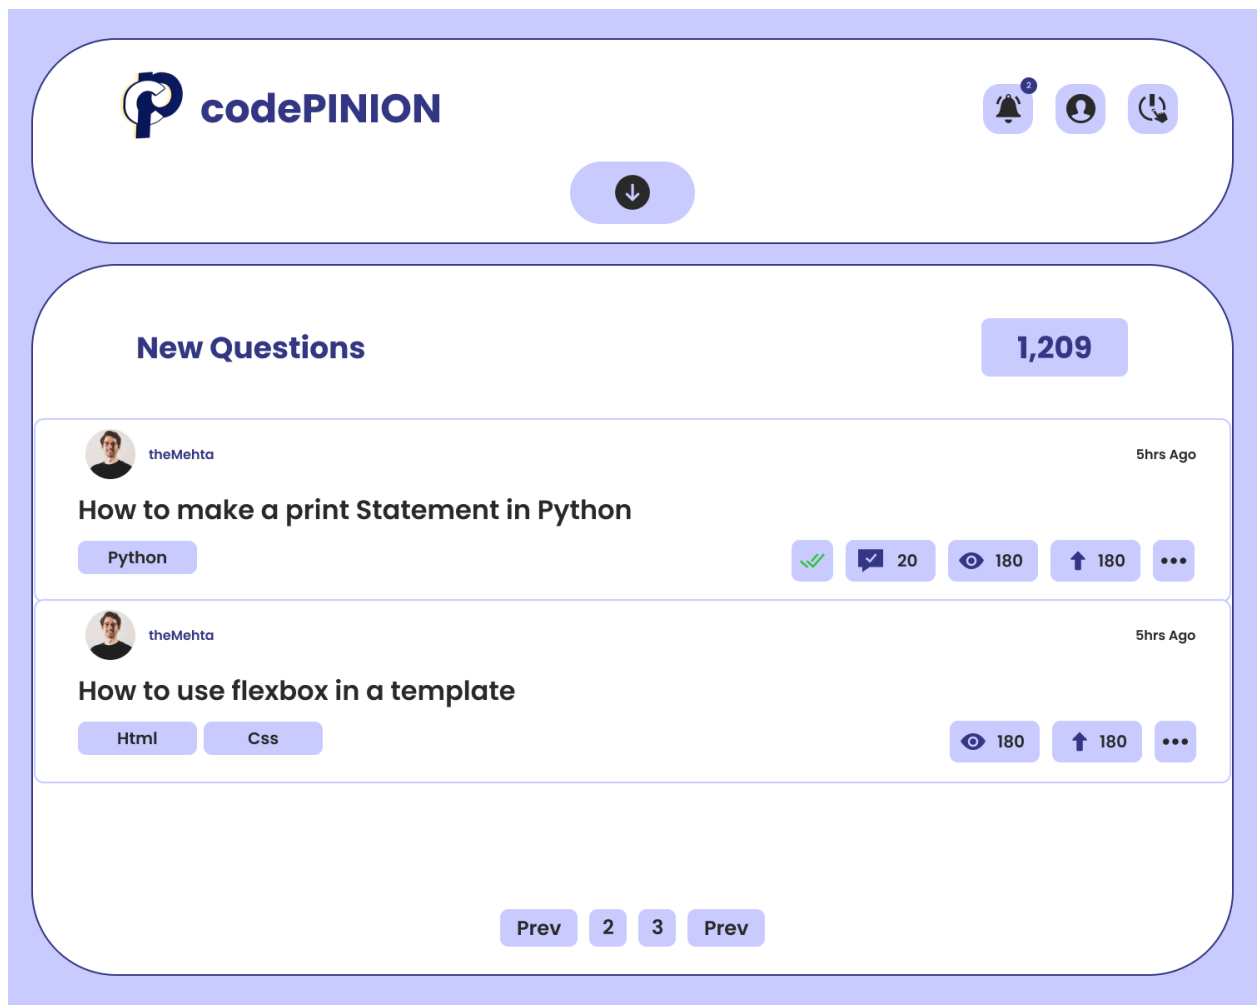 codePINION
2
New Questions
1,209
theMehta
5hrs Ago
How to make a print Statement in Python
Python
20
180
180
theMehta
5hrs Ago
How to use flexbox in a template
Html
Css
180
180
Prev
2
3
Prev